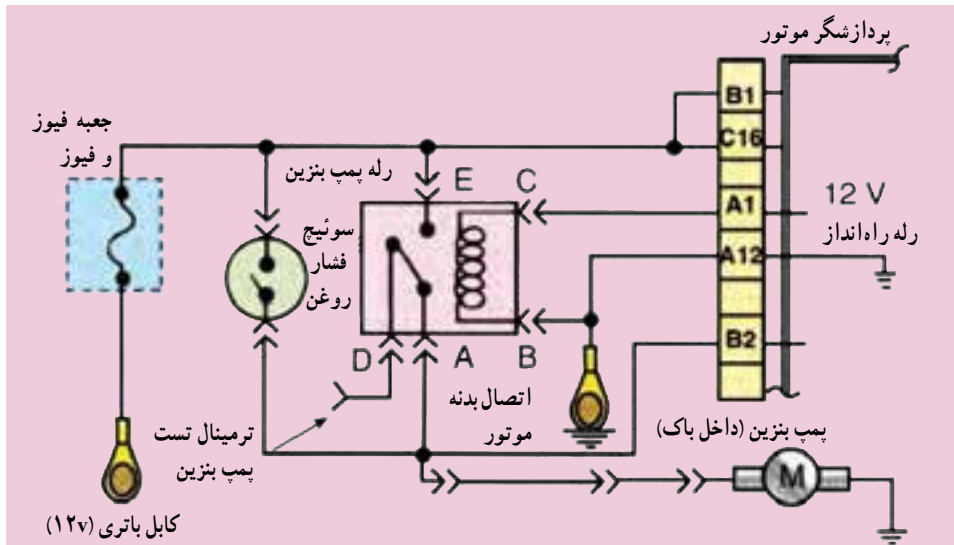 پردازشگر موتور
جعبه فیوز
و فیوز
رله پمپ بنزین
سوئیچ
فشار
روغن
E
C
D
A
B
B1
C16
A1
A12
B2
12 V
رله راه‌انداز
اتصال بدنه
موتور
پمپ بنزین (داخل باک)
M
ترمینال تست
پمپ بنزین
کابل باتری (۱۲v)